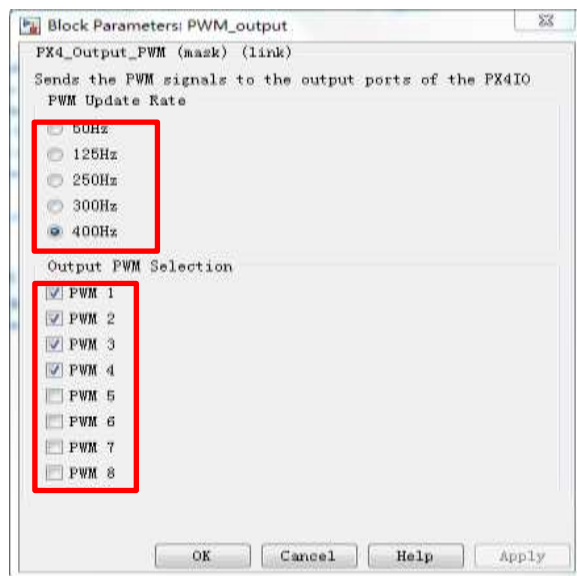 Block Parameters: PWM_output
PX4_Output_PWM (mask) (link)
Sends the PWM signals to the output ports of the PX4IO
PWM Update Rate
50Hz
125Hz
250Hz
300Hz
400Hz
Output PWM Selection
PWM 1
PWM 2
PWM 3
PWM 4
PWM 5
PWM 6
PWM 7
PWM 8
OK Cancel Help Apply